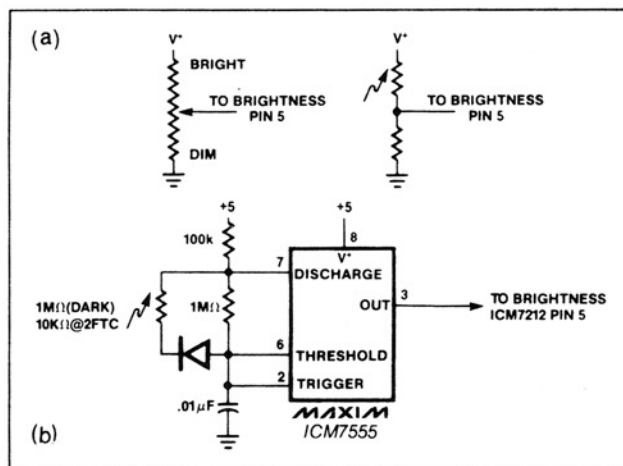 (a)
V+
BRIGHT
TO BRIGHTNESS
PIN 5
DIM
V+
TO BRIGHTNESS
PIN 5
+5
100k
+5
8
V+
7
DISCHARGE
1MΩ(DARK)
10KΩ@2FTC
1MΩ
OUT
3
TO BRIGHTNESS
ICM7212 PIN 5
6
THRESHOLD
2
TRIGGER
.01μF
MAXIM
ICM7555
(b)